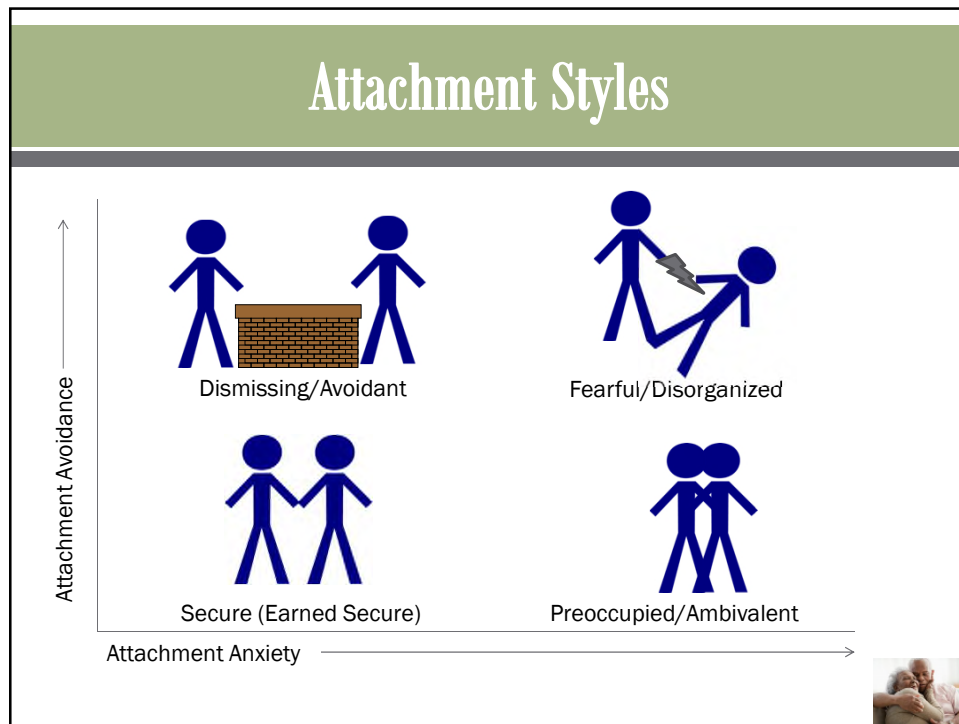 Attachment Styles
Attachment Avoidance
Dismissing/Avoidant
Fearful/Disorganized
Secure (Earned Secure)
Preoccupied/Ambivalent
Attachment Anxiety